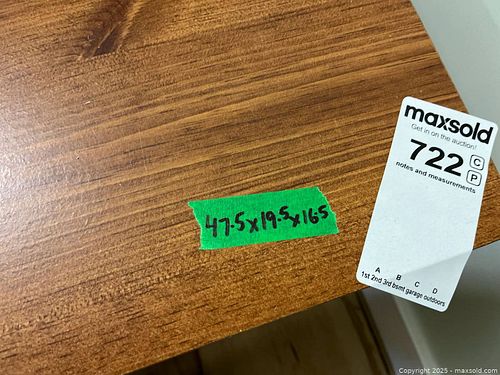 47.5x19.5x16.5
maxsold
Get in on the auction!
722
C
P
notes and measurements
A B C D
1st 2nd 3rd bsmt garage outdoors
Copyright 2025 - maxsold.com